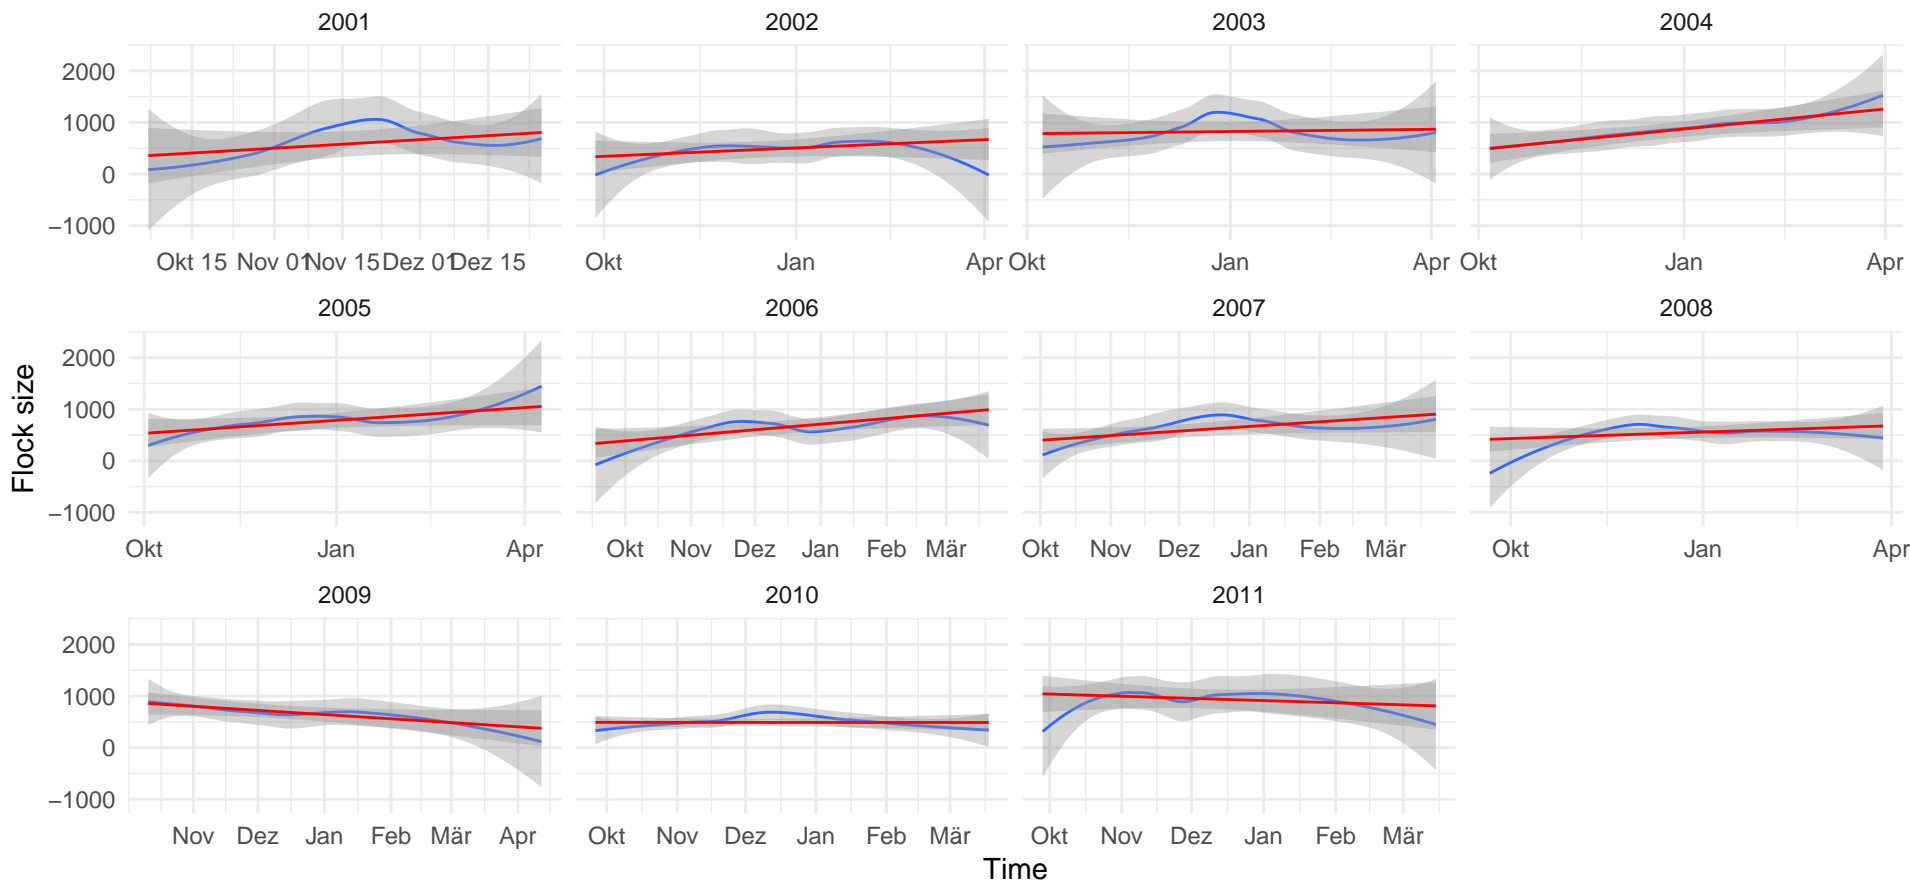 2001 2002 2003 2004
2000
1000
0
−1000
Okt 15 Nov 01 Nov 15 Dez 01 Dez 15 Okt Jan Apr Okt Jan Apr Okt Jan Apr
2005 2006 2007 2008
2000
1000
0
−1000
Okt Jan Apr Okt Nov Dez Jan Feb Mär Okt Nov Dez Jan Feb Mär Okt Jan Apr
Flock size
2009 2010 2011
2000
1000
0
−1000
Nov Dez Jan Feb Mär Apr Okt Nov Dez Jan Feb Mär Okt Nov Dez Jan Feb Mär
Time